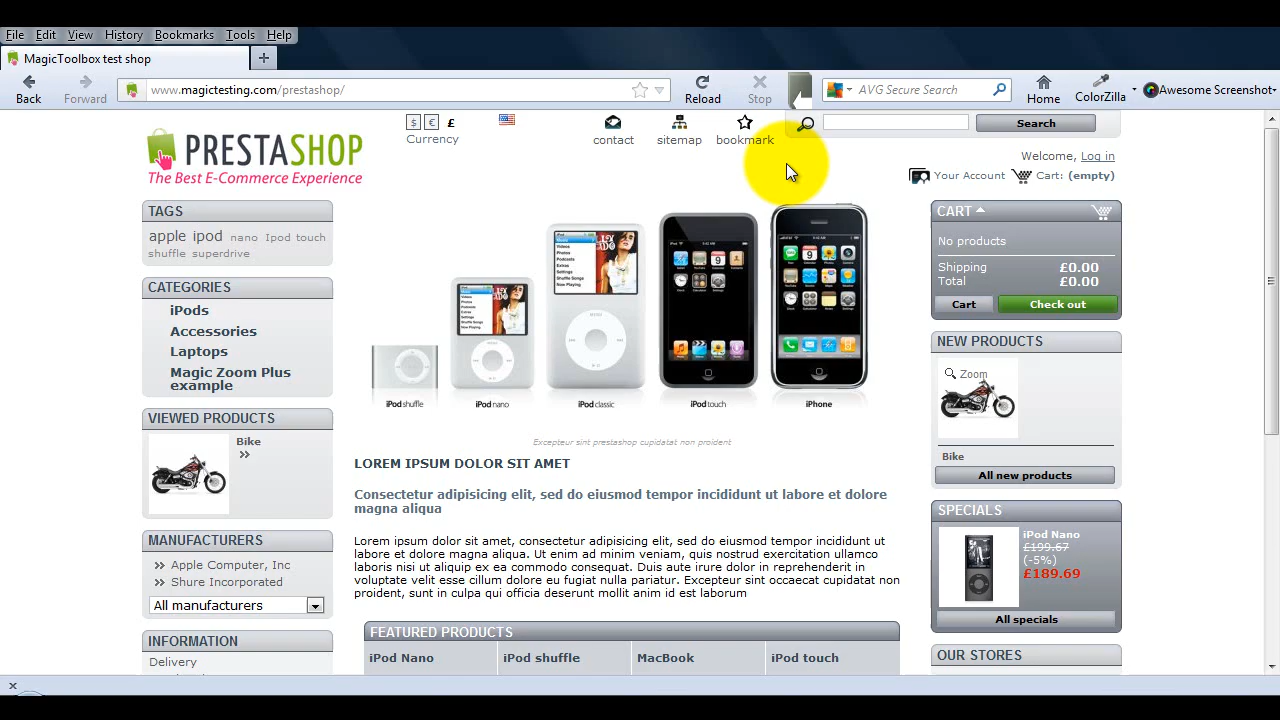 File Edit View History Bookmarks Tools Help
MagicToolbox test shop
Back Forward www.magictesting.com/prestashop/ Reload Stop AVG Secure Search Home ColorZilla Awesome Screenshot
PRESTASHOP
The Best E-Commerce Experience
$ € £
Currency
contact sitemap bookmark
Search
Welcome, Log in
Your Account Cart: (empty)
TAGS
apple ipod nano Ipod touch
shuffle superdrive
CATEGORIES
iPods
Accessories
Laptops
Magic Zoom Plus
example
VIEWED PRODUCTS
Bike
MANUFACTURERS
Apple Computer, Inc
Shure Incorporated
All manufacturers
INFORMATION
Delivery
iPod shuffle iPod nano iPod classic iPod touch iPhone
Excepteur sint prestashop cupidatat non proident
LOREM IPSUM DOLOR SIT AMET
Consectetur adipisicing elit, sed do eiusmod tempor incididunt ut labore et dolore
magna aliqua
Lorem ipsum dolor sit amet, consectetur adipisicing elit, sed do eiusmod tempor incididunt ut
labore et dolore magna aliqua. Ut enim ad minim veniam, quis nostrud exercitation ullamco
laboris nisi ut aliquip ex ea commodo consequat. Duis aute irure dolor in reprehenderit in
voluptate velit esse cillum dolore eu fugiat nulla pariatur. Excepteur sint occaecat cupidatat non
proident, sunt in culpa qui officia deserunt mollit anim id est laborum
FEATURED PRODUCTS
iPod Nano iPod shuffle MacBook iPod touch
CART
No products
Shipping £0.00
Total £0.00
Cart Check out
NEW PRODUCTS
Zoom
Bike
All new products
SPECIALS
iPod Nano
£199.67
(-5%)
£189.69
All specials
OUR STORES